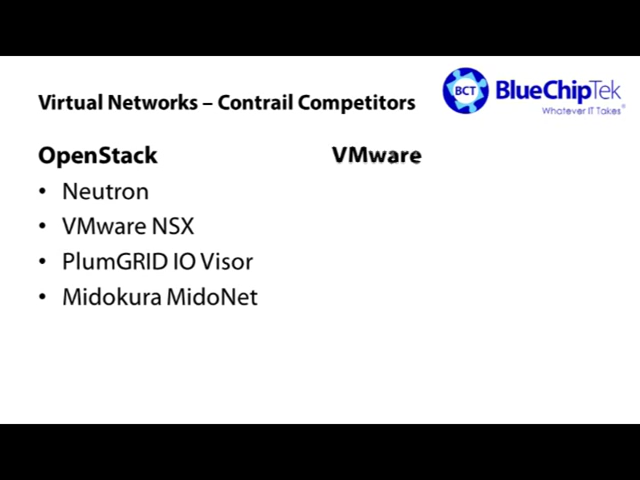 Virtual Networks – Contrail Competitors
BCT
BlueChipTek
Whatever IT Takes®
OpenStack
• Neutron
• VMware NSX
• PlumGRID IO Visor
• Midokura MidoNet
VMware